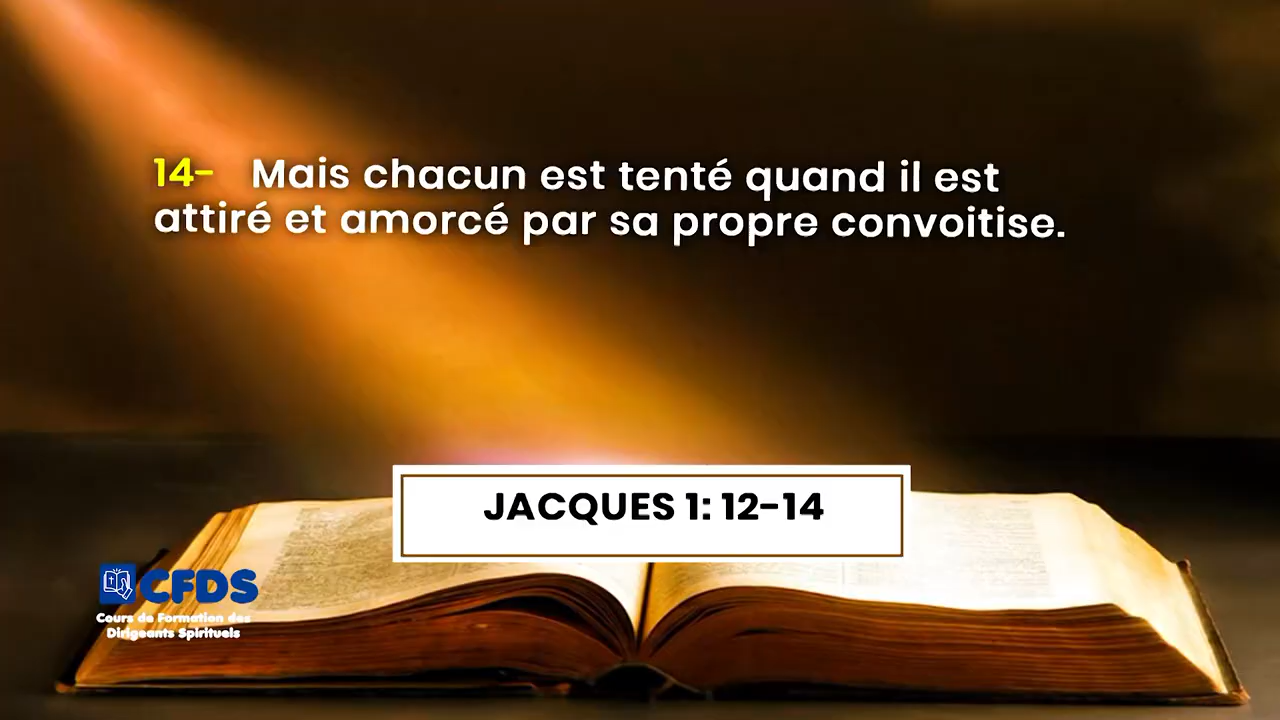 14- Mais chacun est tenté quand il est
attiré et amorcé par sa propre convoitise.
JACQUES 1: 12-14
CFDS
Cours de Formation des
Dirigeants Spirituels